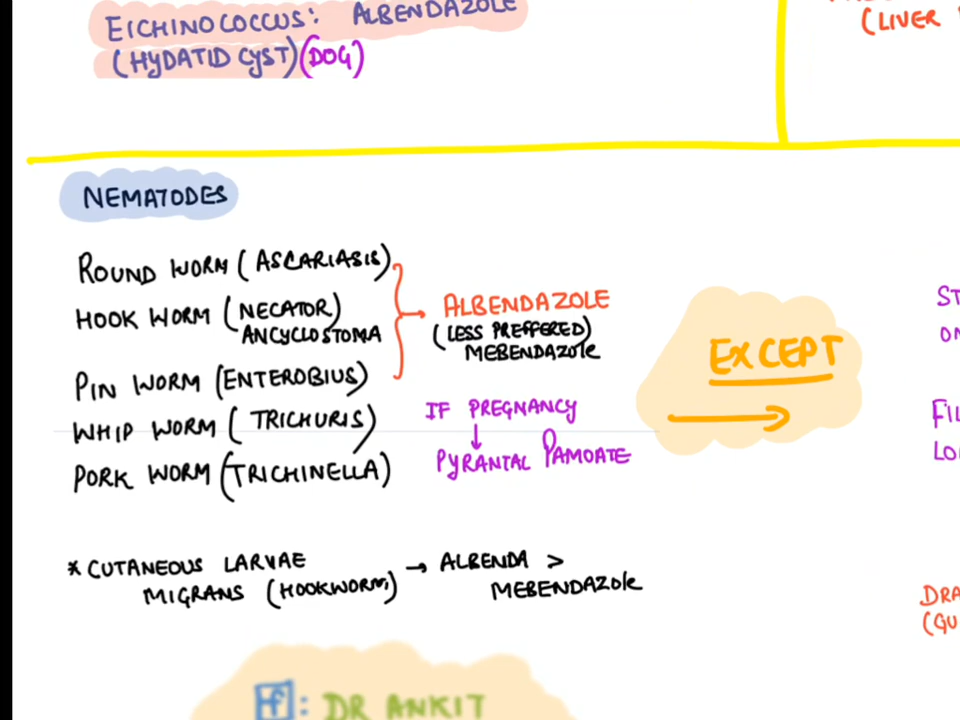 EICHINOCOCCUS: ALBENDAZOLE
(HYDATID CYST)(DOG)
(LIVER
NEMATODES
ROUND WORM (ASCARIASIS)
HOOK WORM (NECATOR)
ANCYCLOSTOMA
PIN WORM (ENTEROBIUS)
WHIP WORM (TRICHURIS)
PORK WORM (TRICHINELLA)
ALBENDAZOLE
(LESS PREFFERED)
MEBENDAZOLE
IF PREGNANCY
↓
PYRANTAL PAMOATE
EXCEPT
* CUTANEOUS LARVAE
MIGRANS (HOOKWORM) → ALBENDA >
MEBENDAZOLE
f: DR ANKIT